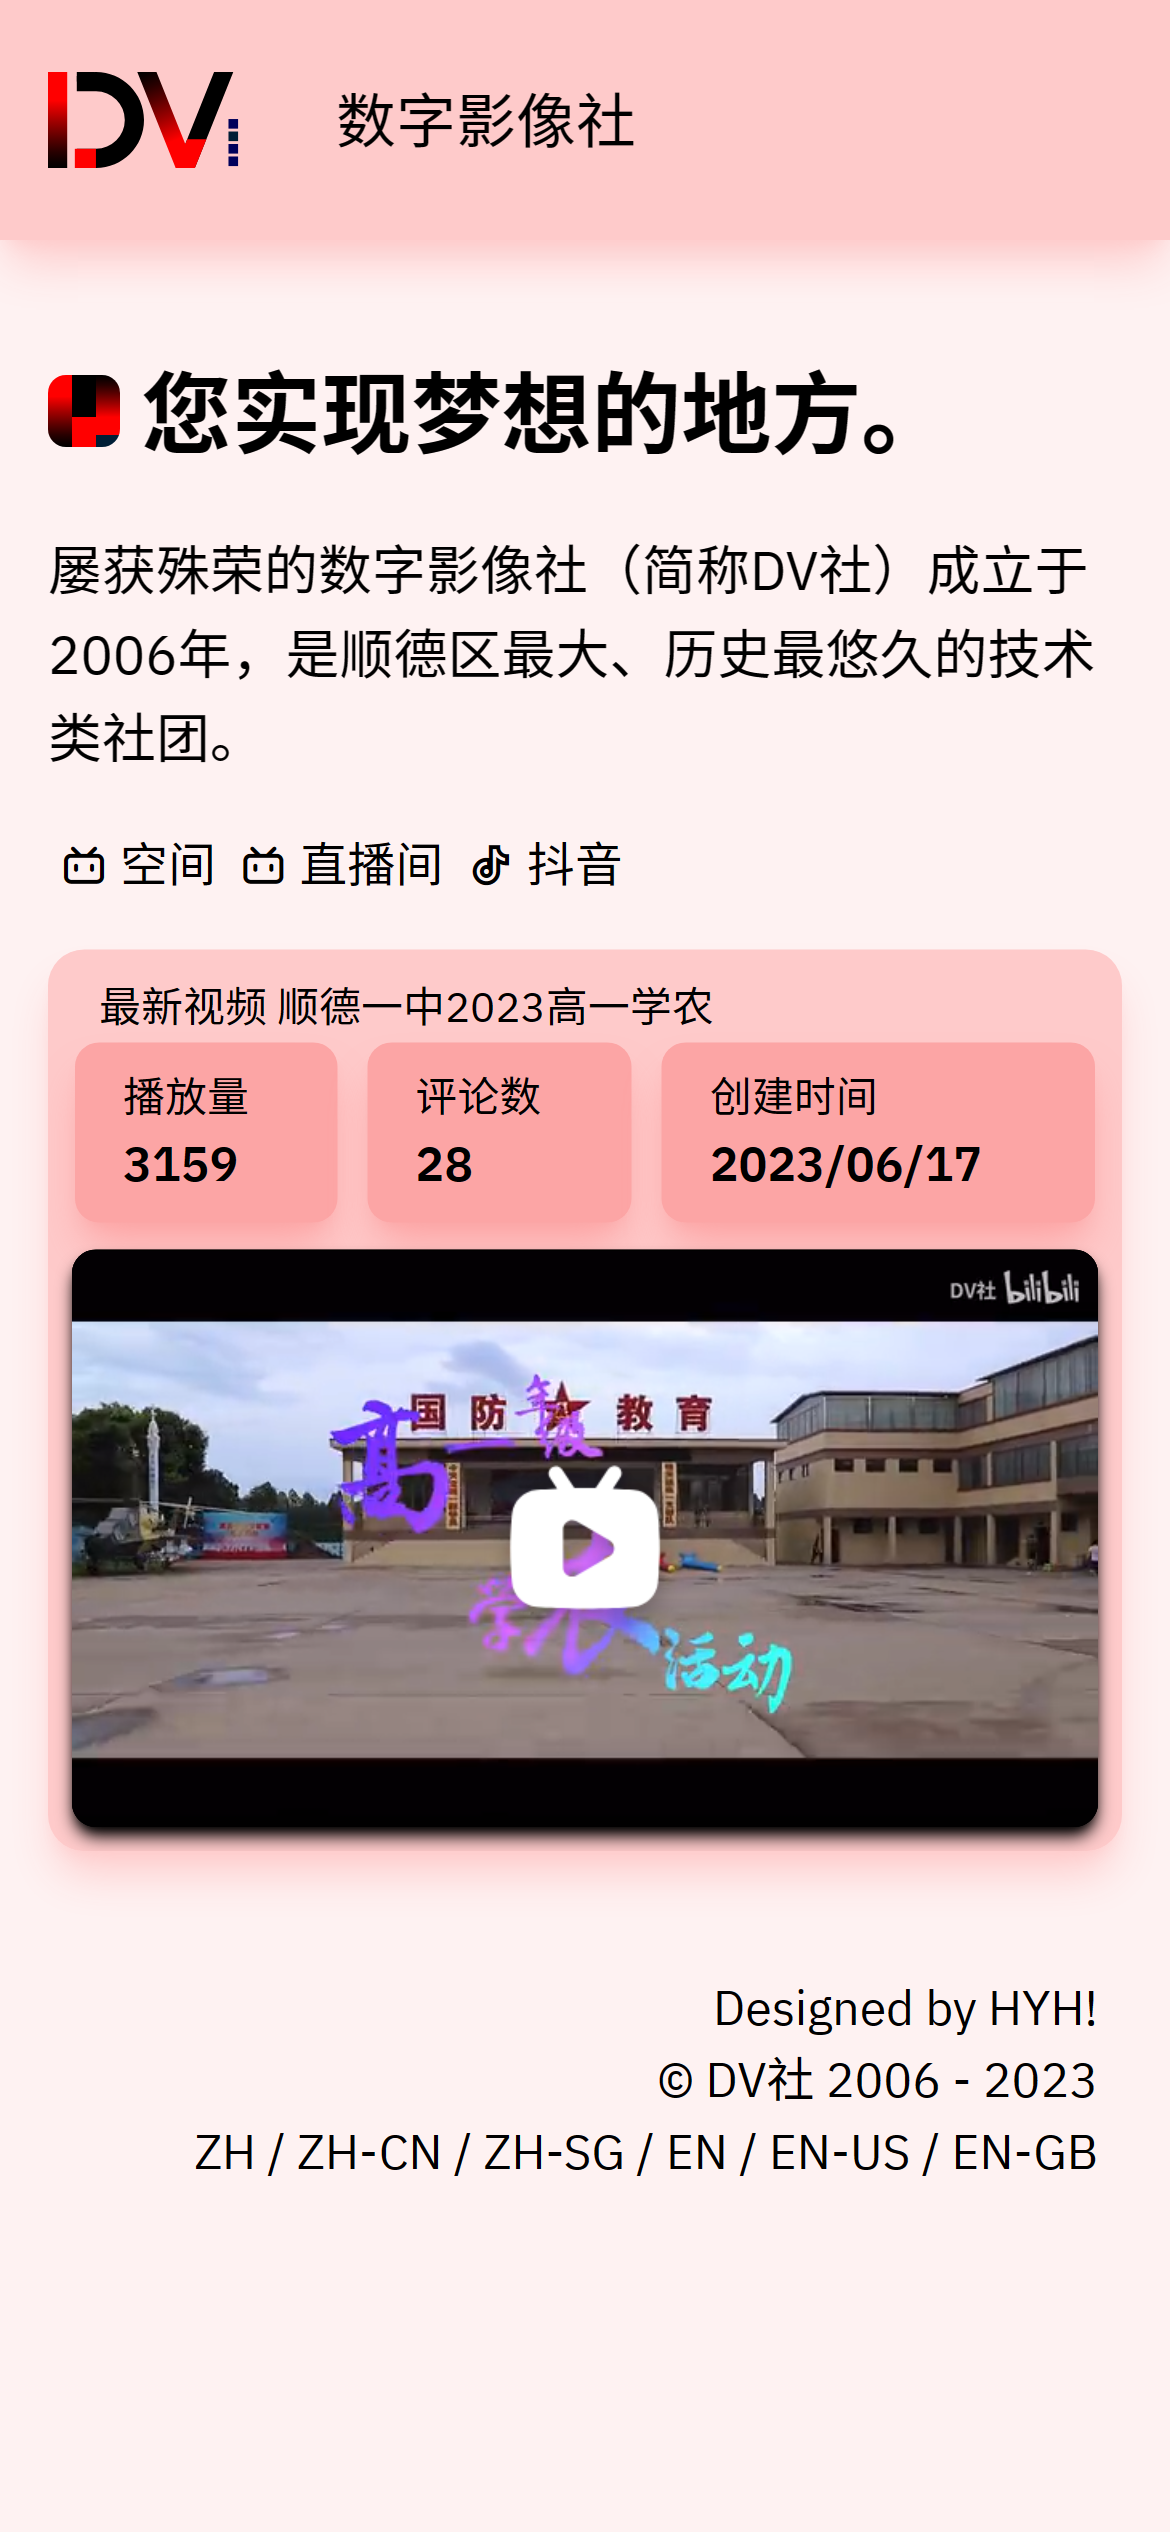 DV
数字影像社
您实现梦想的地方。
屡获殊荣的数字影像社（简称DV社）成立于
2006年，是顺德区最大、历史最悠久的技术
类社团。
空间 直播间 抖音
最新视频 顺德一中2023高一学农
播放量 评论数 创建时间
3159 28 2023/06/17
DV社 bilibili
国防教育
高一年级
学农活动
Designed by HYH!
© DV社 2006 - 2023
ZH / ZH-CN / ZH-SG / EN / EN-US / EN-GB